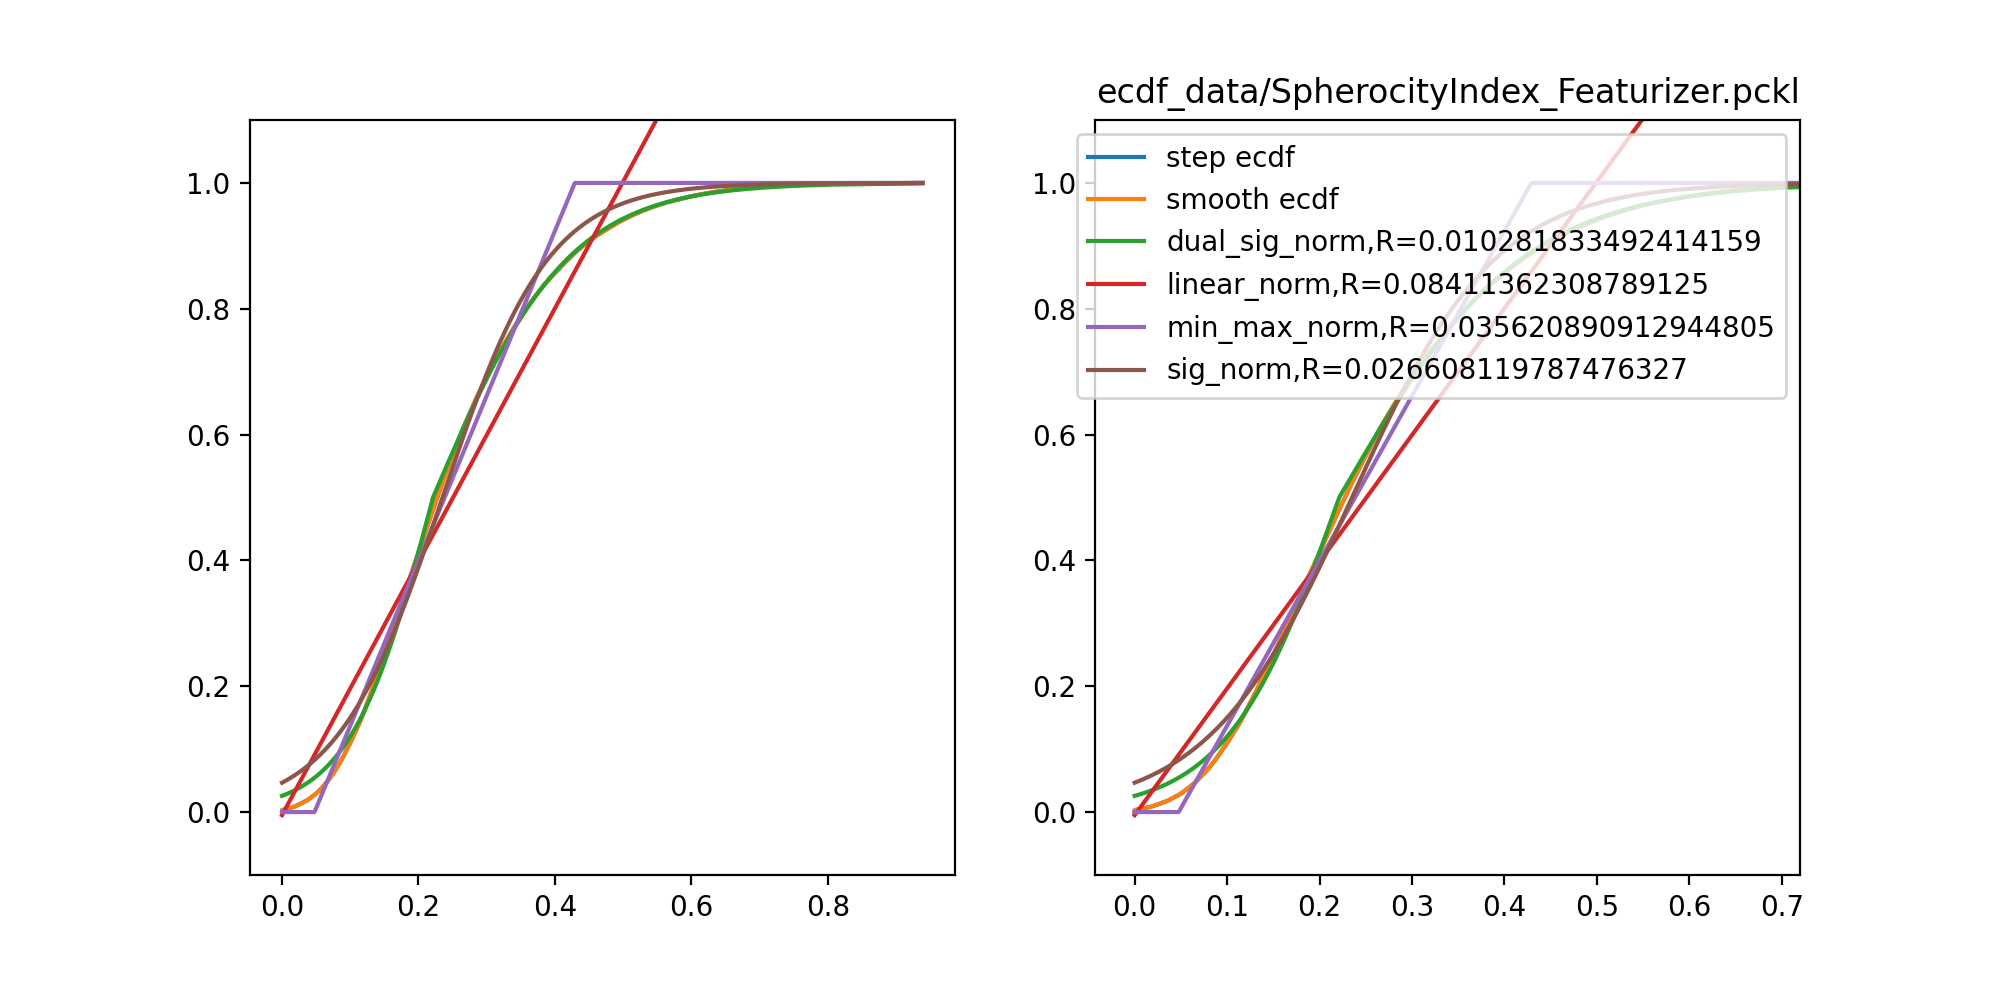 ecdf_data/SpherocityIndex_Featurizer.pckl
1.0
0.8
0.6
0.4
0.2
0.0
0.0 0.2 0.4 0.6 0.8
step ecdf
smooth ecdf
dual_sig_norm,R=0.010281833492414159
linear_norm,R=0.08411362308789125
min_max_norm,R=0.035620890912944805
sig_norm,R=0.026608119787476327
1.0
0.8
0.6
0.4
0.2
0.0
0.0 0.1 0.2 0.3 0.4 0.5 0.6 0.7